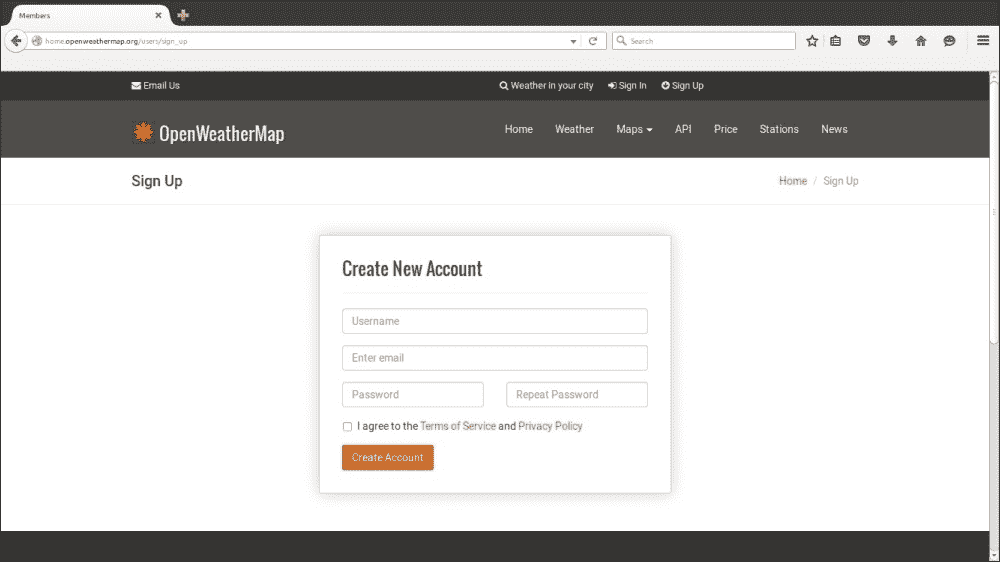 Members
home.openweathermap.org/users/sign_up
Search
Email Us
Weather in your city Sign In Sign Up
OpenWeatherMap
Home Weather Maps API Price Stations News
Sign Up
Home / Sign Up
Create New Account
Username
Enter email
Password Repeat Password
I agree to the Terms of Service and Privacy Policy
Create Account